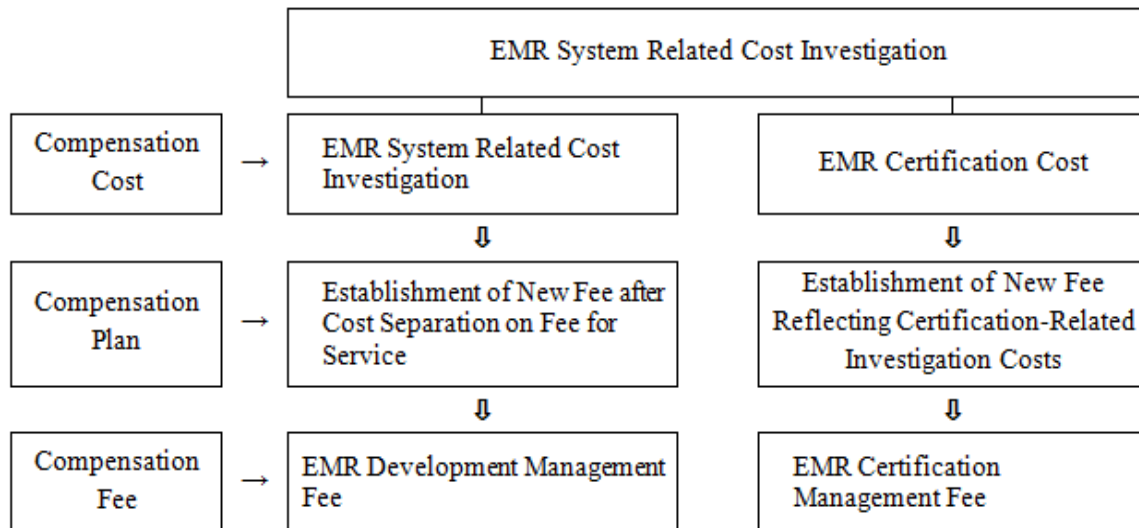 EMR System Related Cost Investigation
Compensation
Cost
→
EMR System Related Cost
Investigation
EMR Certification Cost
⇩
⇩
Compensation
Plan
→
Establishment of New Fee after
Cost Separation on Fee for
Service
Establishment of New Fee
Reflecting Certification-Related
Investigation Costs
⇩
⇩
Compensation
Fee
→
EMR Development Management
Fee
EMR Certification
Management Fee